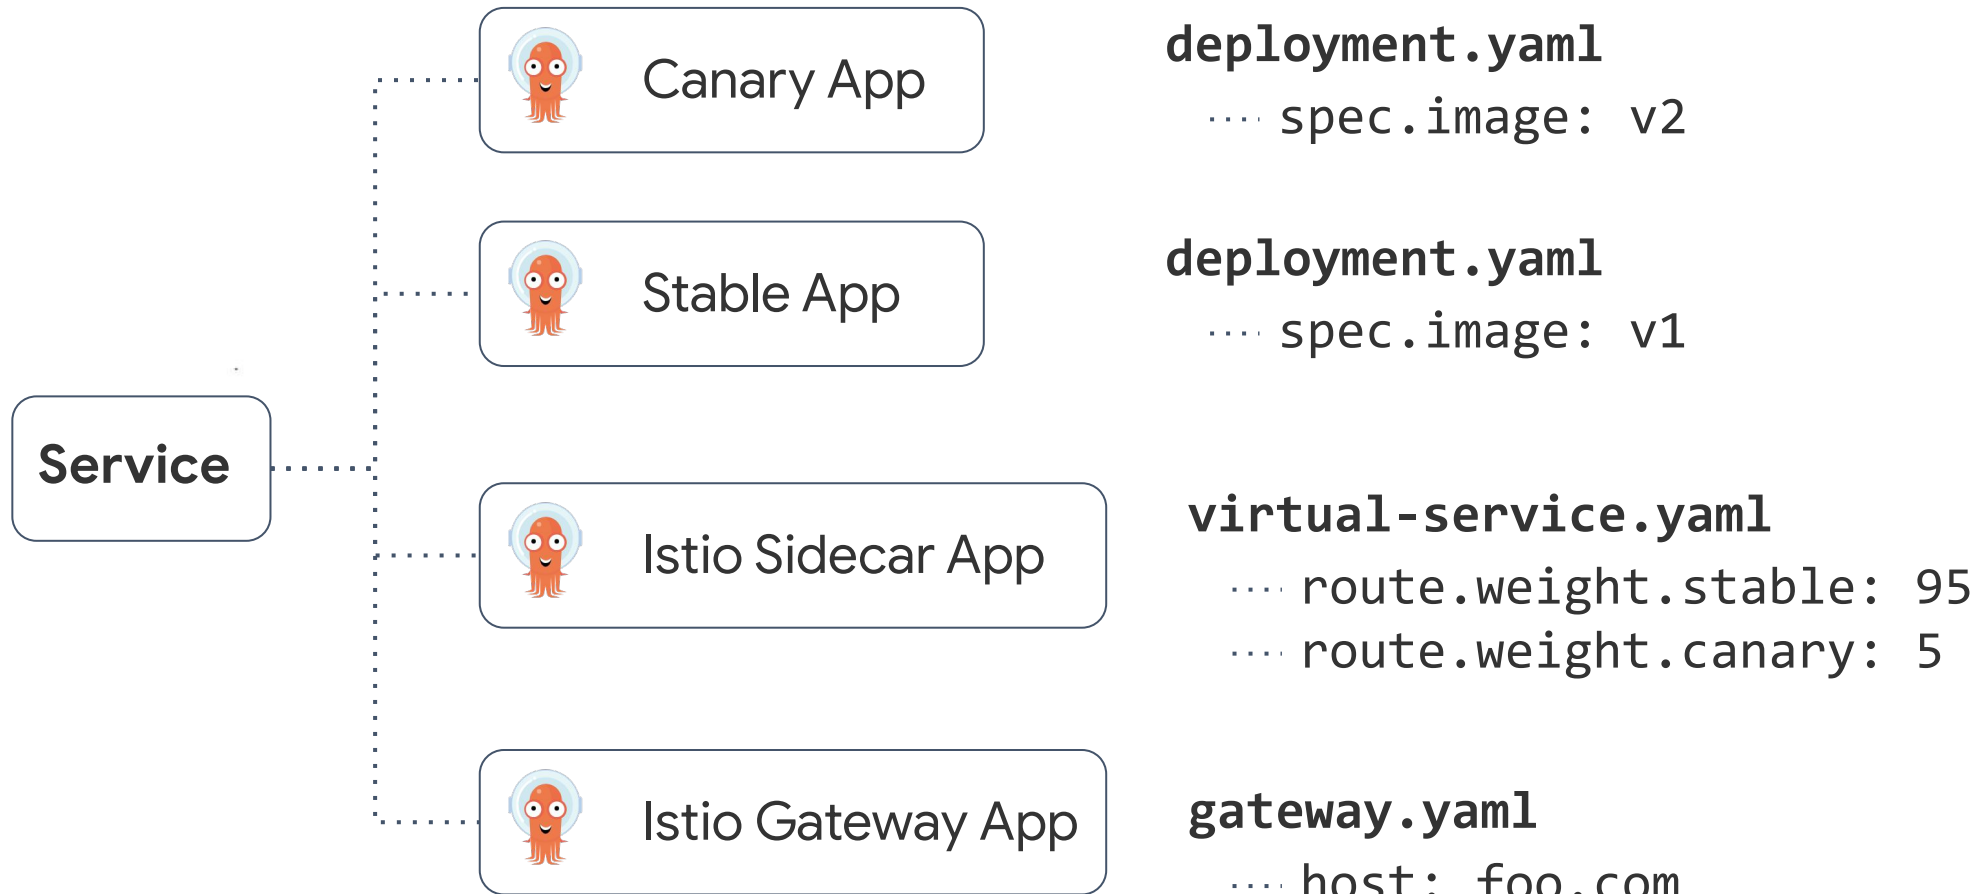 Canary App
deployment.yaml
spec.image: v2
Stable App
deployment.yaml
spec.image: v1
Service
Istio Sidecar App
virtual-service.yaml
route.weight.stable: 95
route.weight.canary: 5
Istio Gateway App
gateway.yaml
host: foo.com